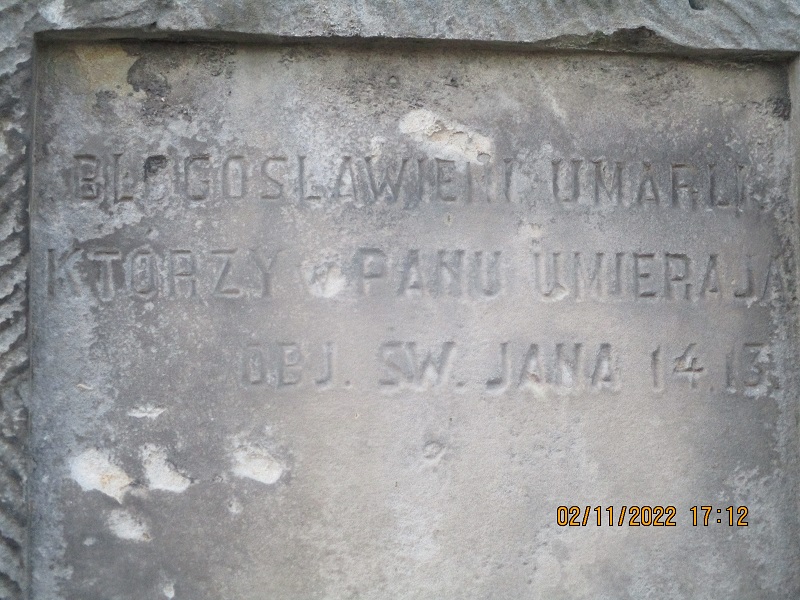 BŁOGOSŁAWIENI UMARLI
KTÓRZY W PANU UMIERAJĄ
OBJ. ŚW. JANA 14.13.
02/11/2022 17:12